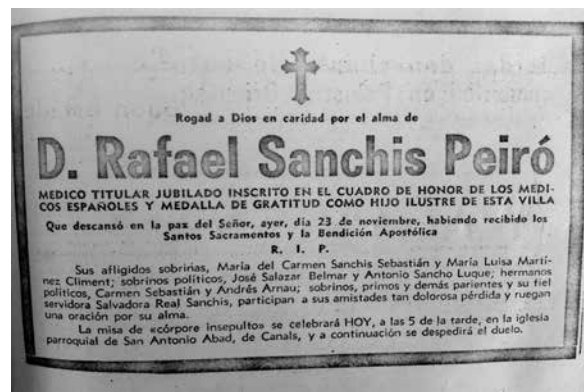 Rogad a Dios en caridad por el alma de
D. Rafael Sanchis Peiró
MEDICO TITULAR JUBILADO INSCRITO EN EL CUADRO DE HONOR DE LOS MEDI-
COS ESPAÑOLES Y MEDALLA DE GRATITUD COMO HIJO ILUSTRE DE ESTA VILLA
Que descansó en la paz del Señor, ayer, día 23 de noviembre, habiendo recibido los
Santos Sacramentos y la Bendición Apostólica
R. I. P.
Sus afligidos sobrinas, María del Carmen Sanchis Sebastián y María Luisa Martí-
nez Climent; sobrinos políticos, José Salazar Belmar y Antonio Sancho Luque; hermanos
políticos, Carmen Sebastián y Andrés Arnau; sobrinos, primos y demás parientes y su fiel
servidora Salvadora Real Sanchis, participan a sus amistades tan dolorosa pérdida y ruegan
una oración por su alma.
La misa de «córpore insepulto» se celebrará HOY, a las 5 de la tarde, en la iglesia
parroquial de San Antonio Abad, de Canals, y a continuación se despedirá el duelo.